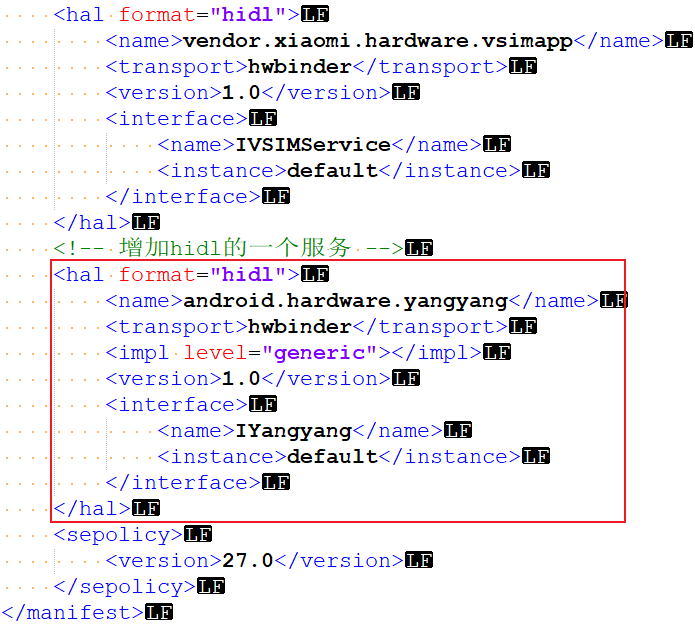 <hal format="hidl">LF
<name>vendor.xiaomi.hardware.vsimapp</name>LF
<transport>hwbinder</transport>LF
<version>1.0</version>LF
<interface>LF
<name>IVSIMService</name>LF
<instance>default</instance>LF
</interface>LF
</hal>LF
<!-- 增加hidl的一个服务 -->LF
<hal format="hidl">LF
<name>android.hardware.yangyang</name>LF
<transport>hwbinder</transport>LF
<impl level="generic"></impl>LF
<version>1.0</version>LF
<interface>LF
<name>IYangyang</name>LF
<instance>default</instance>LF
</interface>LF
</hal>LF
<sepolicy>LF
<version>27.0</version>LF
</sepolicy>LF
</manifest>LF